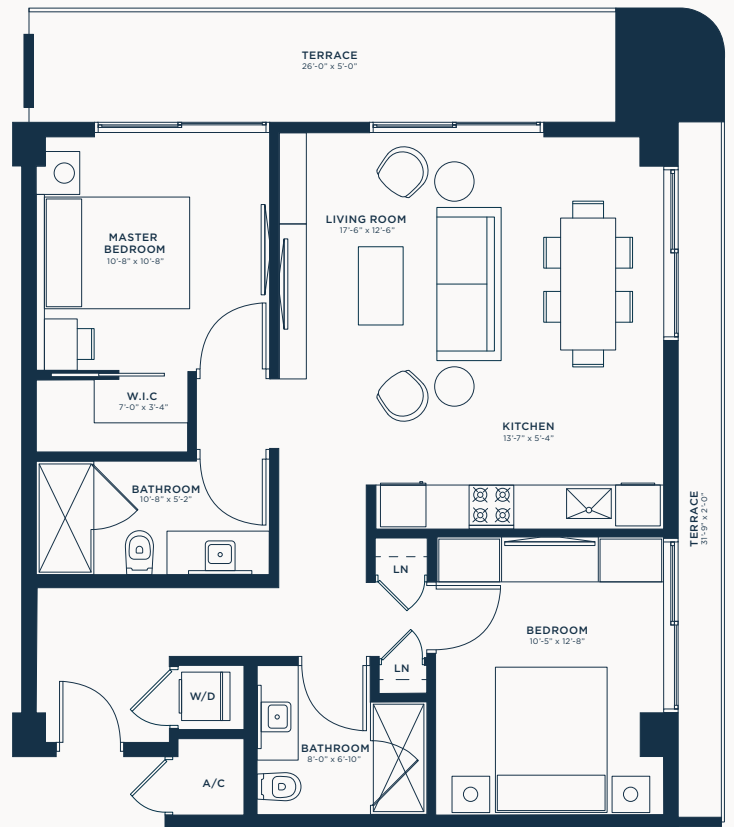 TERRACE
26'-0" x 5'-0"
MASTER
BEDROOM
10'-8" x 10'-8"
LIVING ROOM
17'-6" x 12'-6"
W.I.C
7'-0" x 3'-4"
KITCHEN
13'-7" x 5'-4"
BATHROOM
10'-8" x 5'-2"
TERRACE
31'-9" x 2'-0"
LN
BEDROOM
10'-5" x 12'-8"
LN
W/D
BATHROOM
8'-0" x 6'-10"
A/C